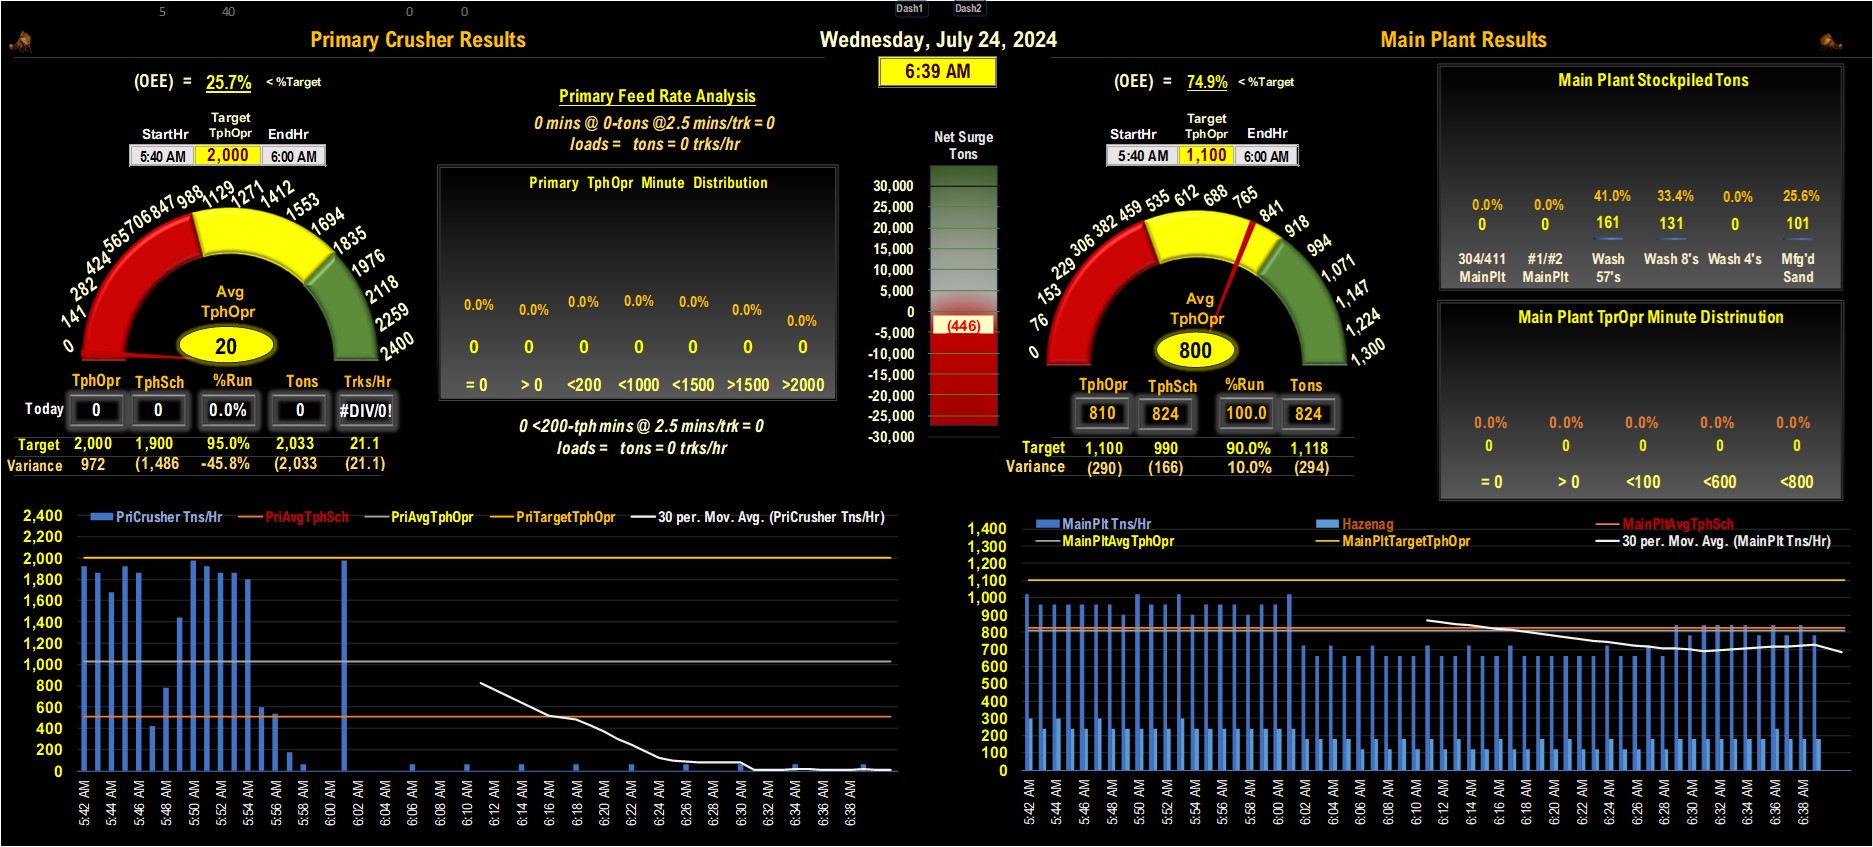 5 40 0 0 Dash1 Dash2
Primary Crusher Results
Wednesday, July 24, 2024
Main Plant Results
6:39 AM
(OEE) = 25.7% < %Target
Target
StartHr TphOpr EndHr
5:40 AM 2,000 6:00 AM
0 141 282 424 565 706 847 988 1129 1271 1412 1553 1694 1835 1976 2118 2259 2400
Avg
TphOpr
20
TphOpr TphSch %Run Tons Trks/Hr
Today 0 0 0.0% 0 #DIV/0!
Target 2,000 1,900 95.0% 2,033 21.1
Variance 972 (1,486 -45.8% (2,033 (21.1)
Primary Feed Rate Analysis
0 mins @ 0-tons @2.5 mins/trk = 0
loads = tons = 0 trks/hr
Primary TphOpr Minute Distribution
0.0% 0.0% 0.0% 0.0% 0.0% 0.0% 0.0%
0 0 0 0 0 0 0
= 0 > 0 <200 <1000 <1500 >1500 >2000
0 <200-tph mins @ 2.5 mins/trk = 0
loads = tons = 0 trks/hr
Net Surge
Tons
30,000
25,000
20,000
15,000
10,000
5,000
0
(446)
-5,000
-10,000
-15,000
-20,000
-25,000
-30,000
(OEE) = 74.9% < %Target
Target
StartHr TphOpr EndHr
5:40 AM 1,100 6:00 AM
0 76 153 229 306 382 459 535 612 688 765 841 918 994 1,071 1,147 1,224 1,300
Avg
TphOpr
800
TphOpr TphSch %Run Tons
810 824 100.0 824
Target 1,100 990 90.0% 1,118
Variance (290) (166) 10.0% (294)
Main Plant Stockpiled Tons
0.0% 0.0% 41.0% 33.4% 0.0% 25.6%
0 0 161 131 0 101
304/411 #1/#2 Wash Wash 8's Wash 4's Mfg'd
MainPlt MainPlt 57's Sand
Main Plant TprOpr Minute Distrinution
0.0% 0.0% 0.0% 0.0% 0.0%
0 0 0 0 0
= 0 > 0 <100 <600 <800
PriCrusher Tns/Hr PriAvgTphSch PriAvgTphOpr PriTargetTphOpr 30 per. Mov. Avg. (PriCrusher Tns/Hr)
2,400
2,200
2,000
1,800
1,600
1,400
1,200
1,000
800
600
400
200
0
5:42 AM 5:44 AM 5:46 AM 5:48 AM 5:50 AM 5:52 AM 5:54 AM 5:56 AM 5:58 AM 6:00 AM 6:02 AM 6:04 AM 6:06 AM 6:08 AM 6:10 AM 6:12 AM 6:14 AM 6:16 AM 6:18 AM 6:20 AM 6:22 AM 6:24 AM 6:26 AM 6:28 AM 6:30 AM 6:32 AM 6:34 AM 6:36 AM 6:38 AM
MainPlt Tns/Hr Hazenag MainPltAvgTphSch
MainPltAvgTphOpr MainPltTargetTphOpr 30 per. Mov. Avg. (MainPlt Tns/Hr)
1,400
1,300
1,200
1,100
1,000
900
800
700
600
500
400
300
200
100
0
5:42 AM 5:44 AM 5:46 AM 5:48 AM 5:50 AM 5:52 AM 5:54 AM 5:56 AM 5:58 AM 6:00 AM 6:02 AM 6:04 AM 6:06 AM 6:08 AM 6:10 AM 6:12 AM 6:14 AM 6:16 AM 6:18 AM 6:20 AM 6:22 AM 6:24 AM 6:26 AM 6:28 AM 6:30 AM 6:32 AM 6:34 AM 6:36 AM 6:38 AM